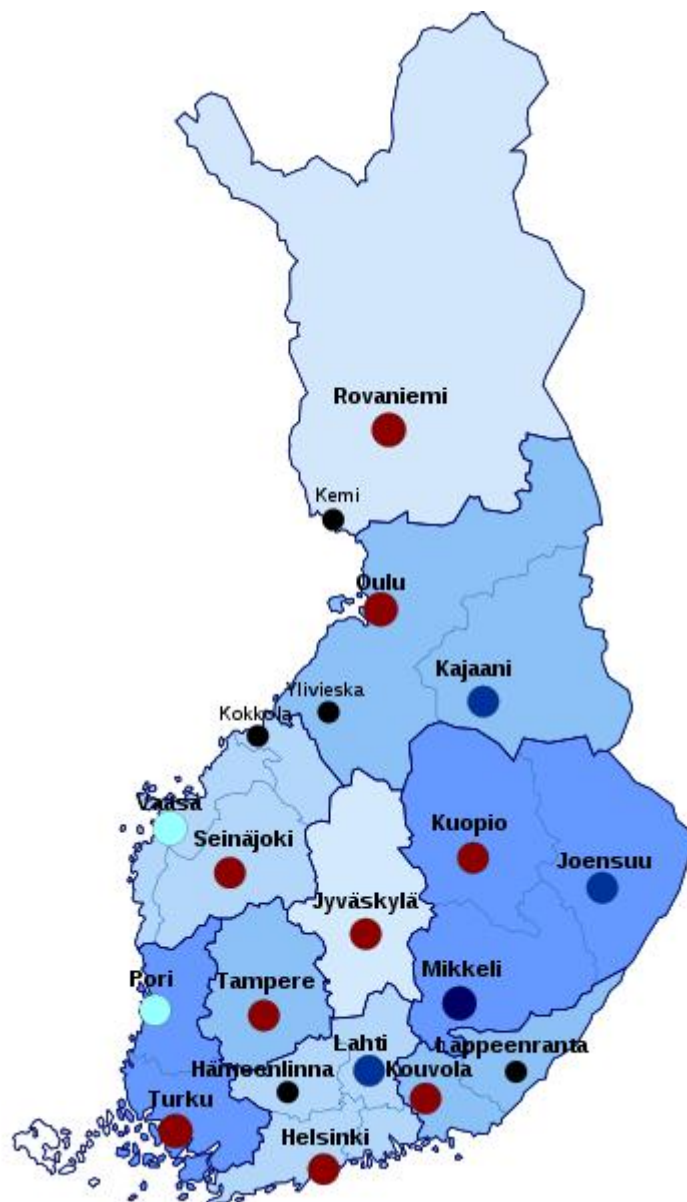 Rovaniemi
Kemi
Oulu
Kajaani
Ylivieska
Kokkola
Vaasa
Seinäjoki
Kuopio
Joensuu
Jyväskylä
Pori
Tampere
Mikkeli
Lahti
Lappeenranta
Hämeenlinna
Kouvola
Turku
Helsinki